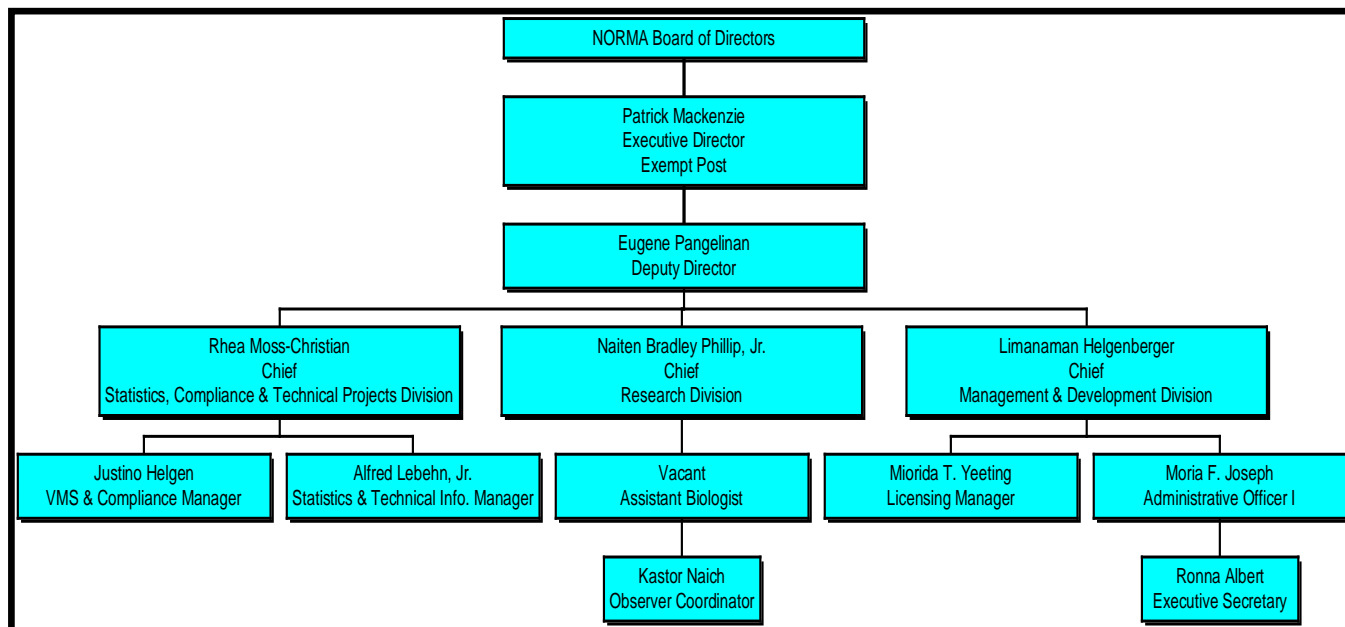 NORMA Board of Directors
Patrick Mackenzie
Executive Director
Exempt Post
Eugene Pangelinan
Deputy Director
Rhea Moss-Christian
Chief
Statistics, Compliance & Technical Projects Division
Naiten Bradley Phillip, Jr.
Chief
Research Division
Limanaman Helgenberger
Chief
Management & Development Division
Justino Helgen
VMS & Compliance Manager
Alfred Lebehn, Jr.
Statistics & Technical Info. Manager
Vacant
Assistant Biologist
Miorida T. Yeeting
Licensing Manager
Moria F. Joseph
Administrative Officer I
Kastor Naich
Observer Coordinator
Ronna Albert
Executive Secretary